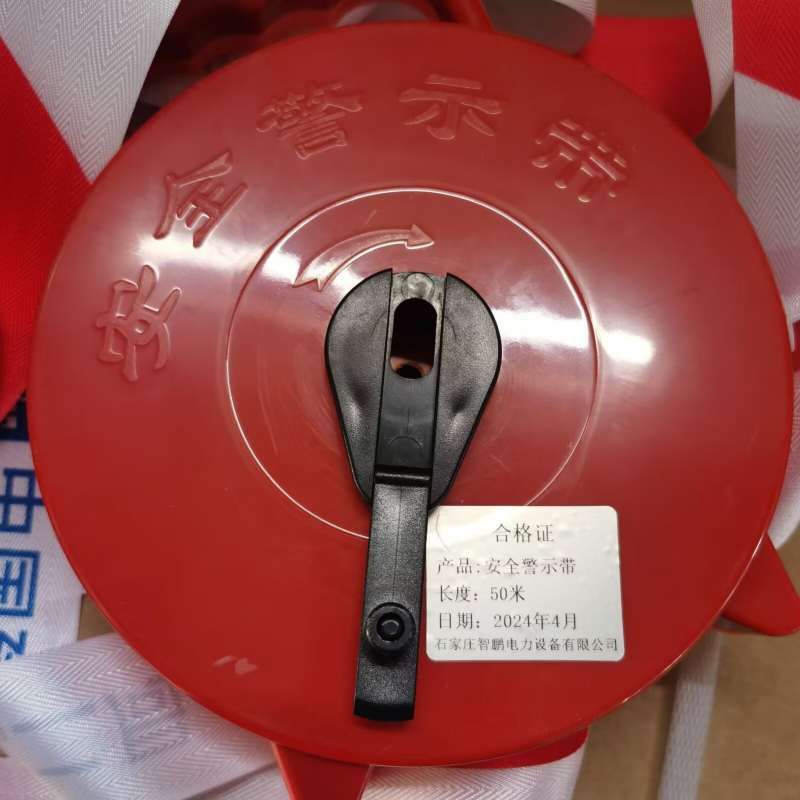 安全警示带
合格证
产品:安全警示带
长度：50米
日期：2024年4月
石家庄智鹏电力设备有限公司
中国